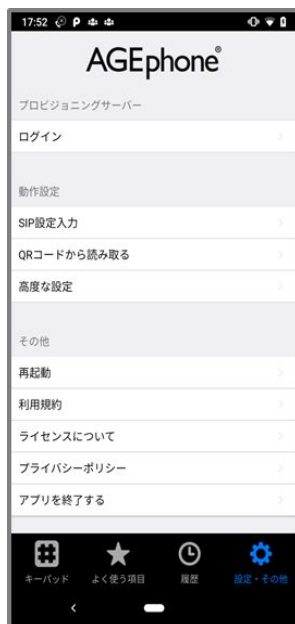 17:52
AGEphone®
プロビジョニングサーバー
ログイン
動作設定
SIP設定入力
QRコードから読み取る
高度な設定
その他
再起動
利用規約
ライセンスについて
プライバシーポリシー
アプリを終了する
キーパッド よく使う項目 履歴 設定・その他